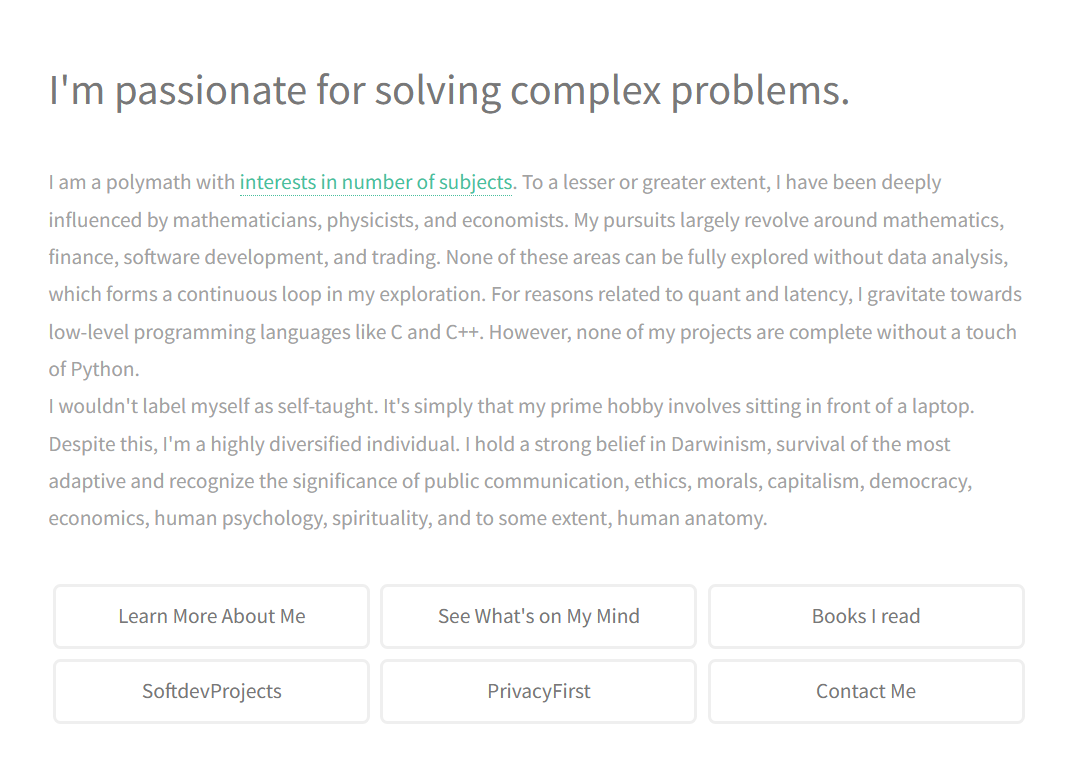 I'm passionate for solving complex problems.
I am a polymath with interests in number of subjects. To a lesser or greater extent, I have been deeply
influenced by mathematicians, physicists, and economists. My pursuits largely revolve around mathematics,
finance, software development, and trading. None of these areas can be fully explored without data analysis,
which forms a continuous loop in my exploration. For reasons related to quant and latency, I gravitate towards
low-level programming languages like C and C++. However, none of my projects are complete without a touch
of Python.
I wouldn't label myself as self-taught. It's simply that my prime hobby involves sitting in front of a laptop.
Despite this, I'm a highly diversified individual. I hold a strong belief in Darwinism, survival of the most
adaptive and recognize the significance of public communication, ethics, morals, capitalism, democracy,
economics, human psychology, spirituality, and to some extent, human anatomy.
Learn More About Me
See What's on My Mind
Books I read
SoftdevProjects
PrivacyFirst
Contact Me